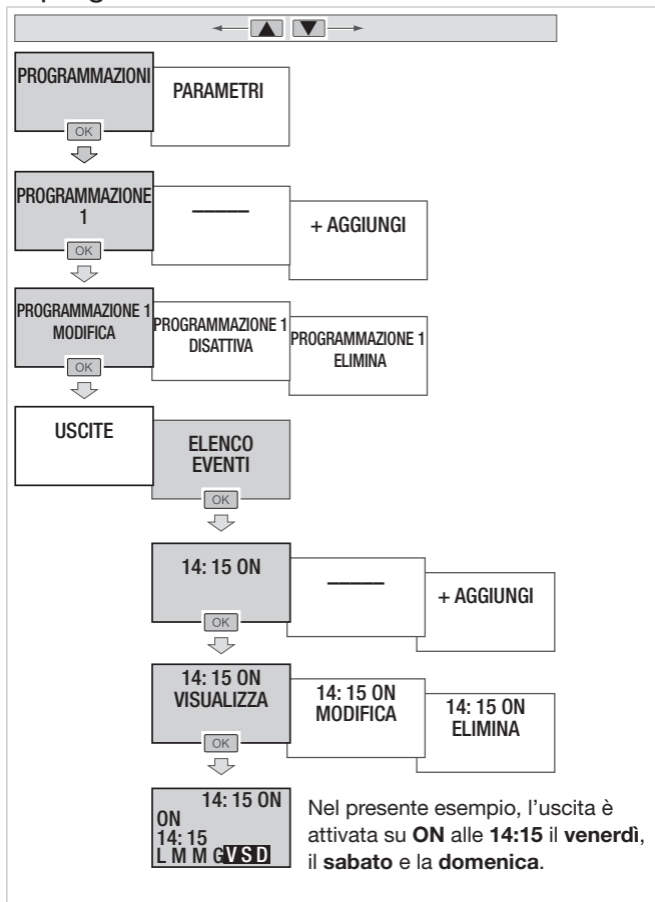 PROGRAMMAZIONI
PARAMETRI
OK
PROGRAMMAZIONE
1
+ AGGIUNGI
OK
PROGRAMMAZIONE 1
MODIFICA
PROGRAMMAZIONE 1
DISATTIVA
PROGRAMMAZIONE 1
ELIMINA
OK
USCITE
ELENCO
EVENTI
OK
14: 15 ON
+ AGGIUNGI
OK
14: 15 ON
VISUALIZZA
14: 15 ON
MODIFICA
14: 15 ON
ELIMINA
OK
14: 15 ON
ON
14: 15
L M M G V S D
Nel presente esempio, l'uscita è
attivata su ON alle 14:15 il venerdì,
il sabato e la domenica.